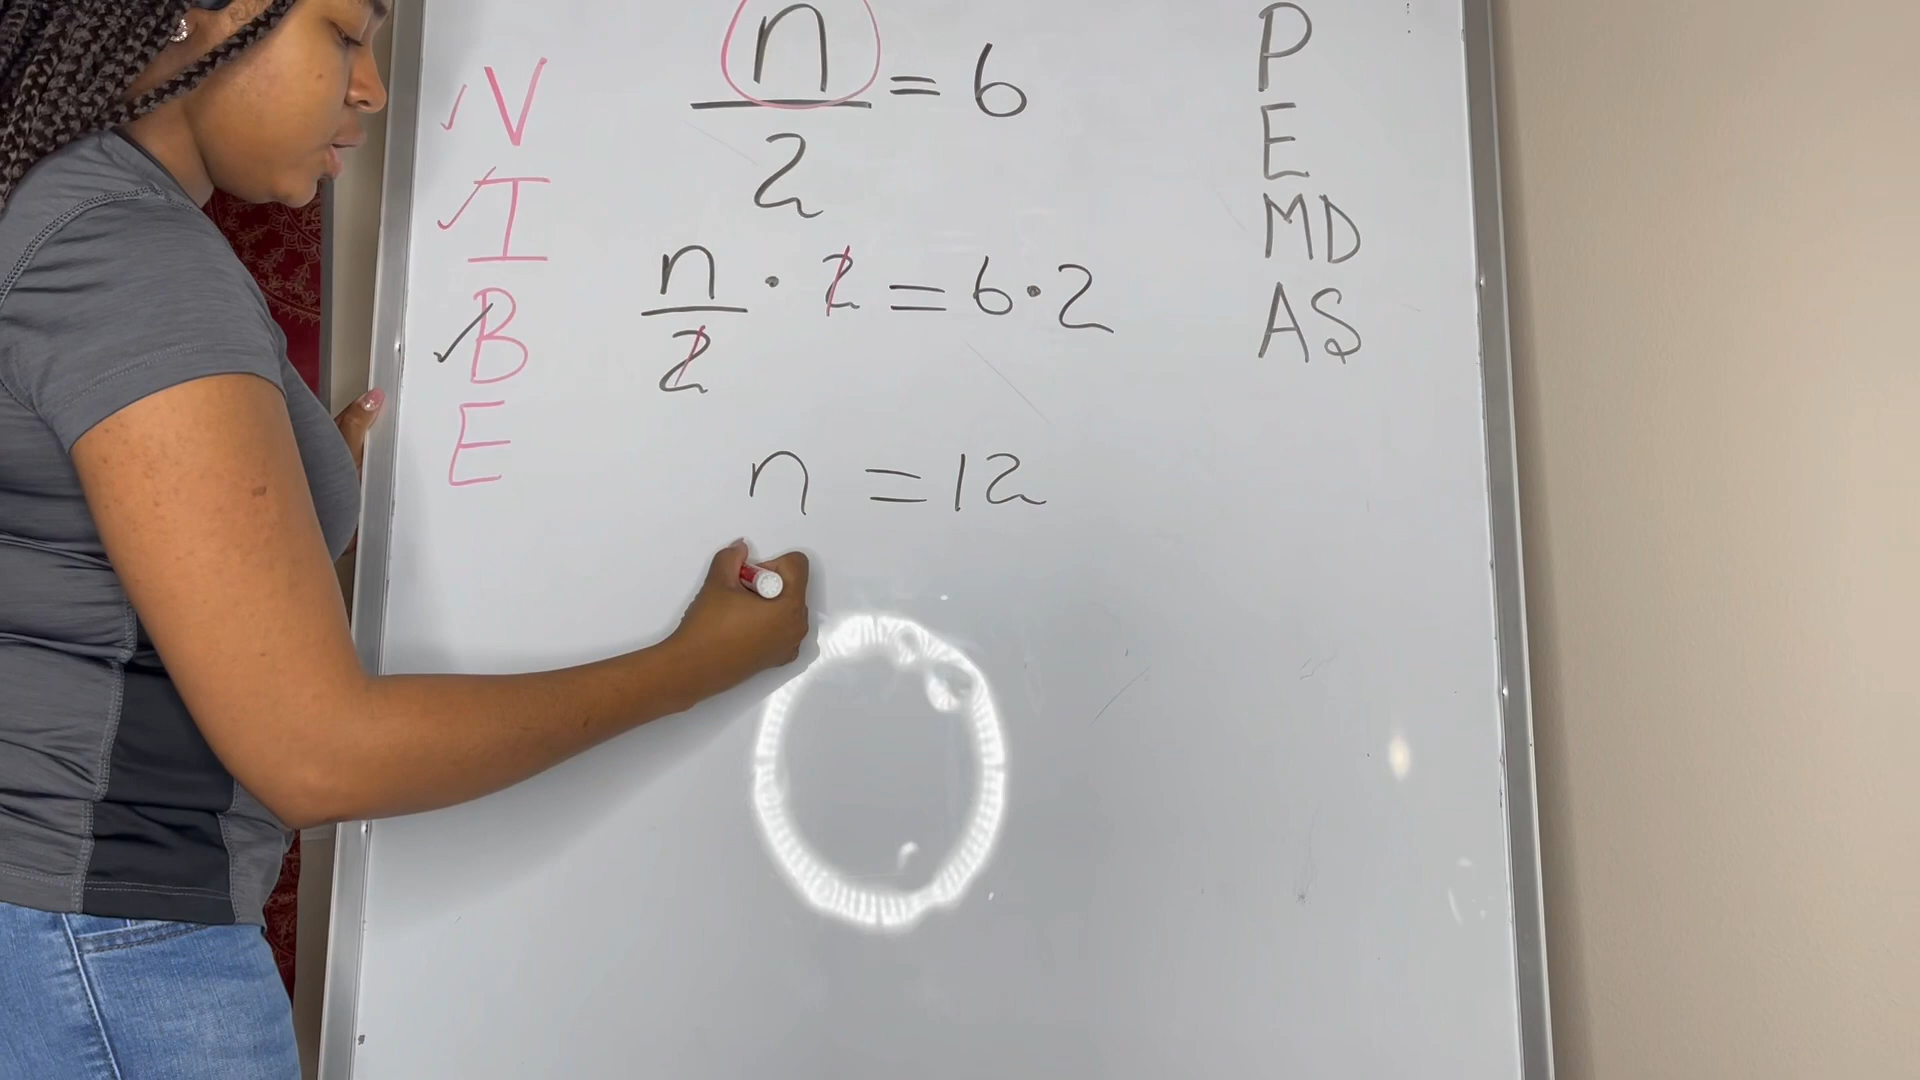 V
I
B
E
n/2 = 6
n/2 · 2 = 6 · 2
n = 12
P
E
MD
AS